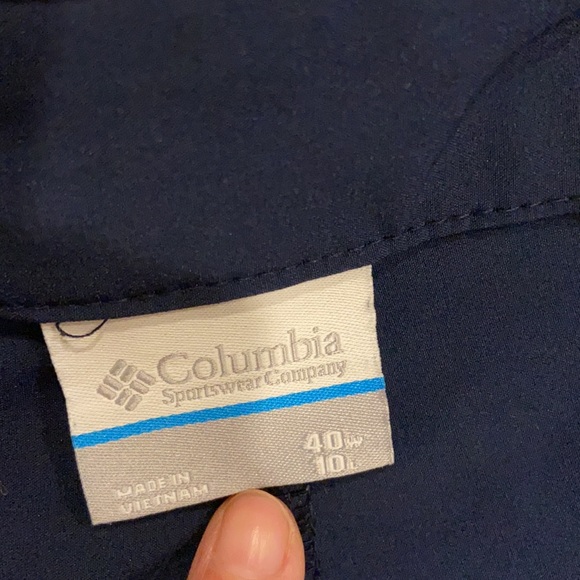 Columbia
Sportswear Company
40W
10L
MADE IN
VIETNAM